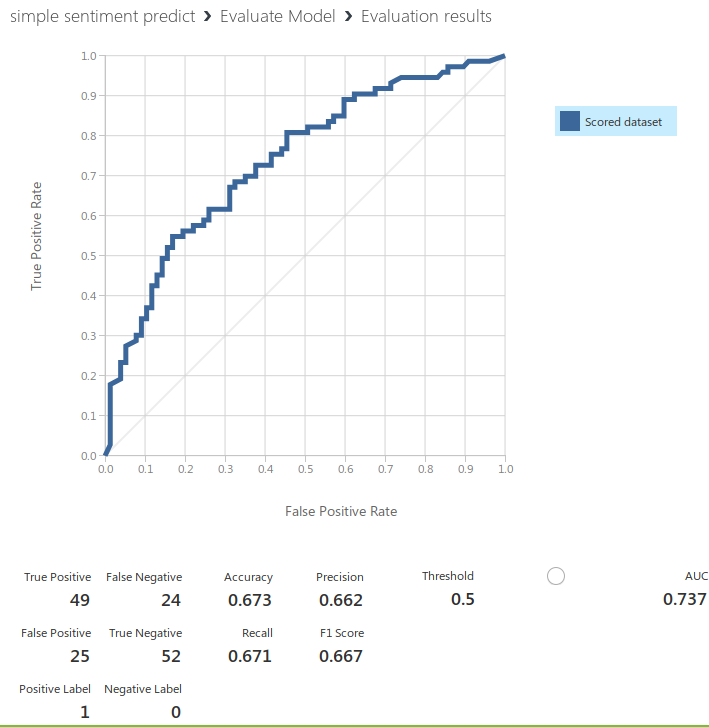 simple sentiment predict > Evaluate Model > Evaluation results
1.0
0.9
0.8
0.7
0.6
0.5
0.4
0.3
0.2
0.1
0.0
True Positive Rate
0.0 0.1 0.2 0.3 0.4 0.5 0.6 0.7 0.8 0.9 1.0
False Positive Rate
Scored dataset
True Positive False Negative Accuracy Precision Threshold AUC
49 24 0.673 0.662 0.5 0.737
False Positive True Negative Recall F1 Score
25 52 0.671 0.667
Positive Label Negative Label
1 0